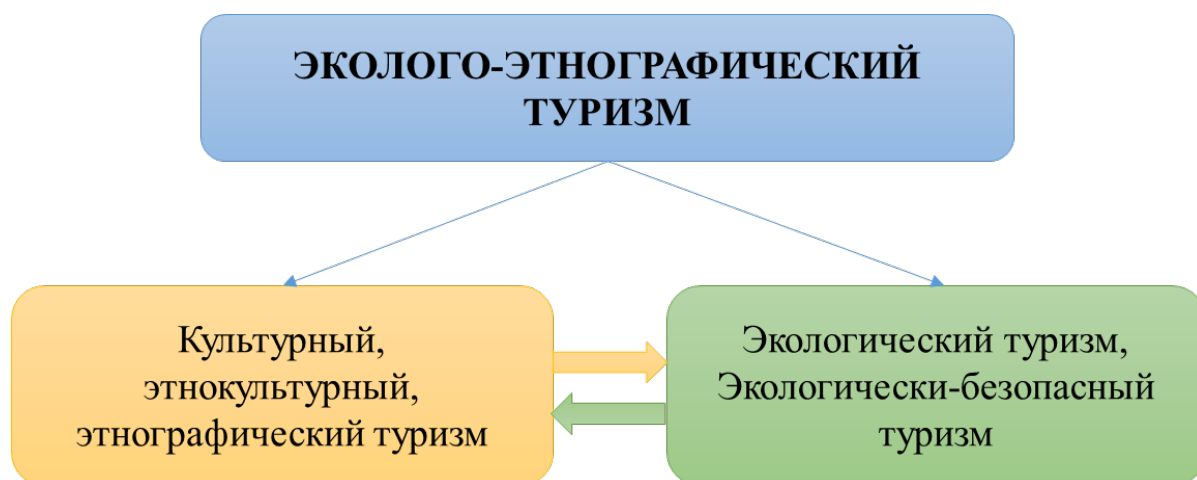 ЭКОЛОГО-ЭТНОГРАФИЧЕСКИЙ
ТУРИЗМ
Культурный,
этнокультурный,
этнографический туризм
Экологический туризм,
Экологически-безопасный
туризм